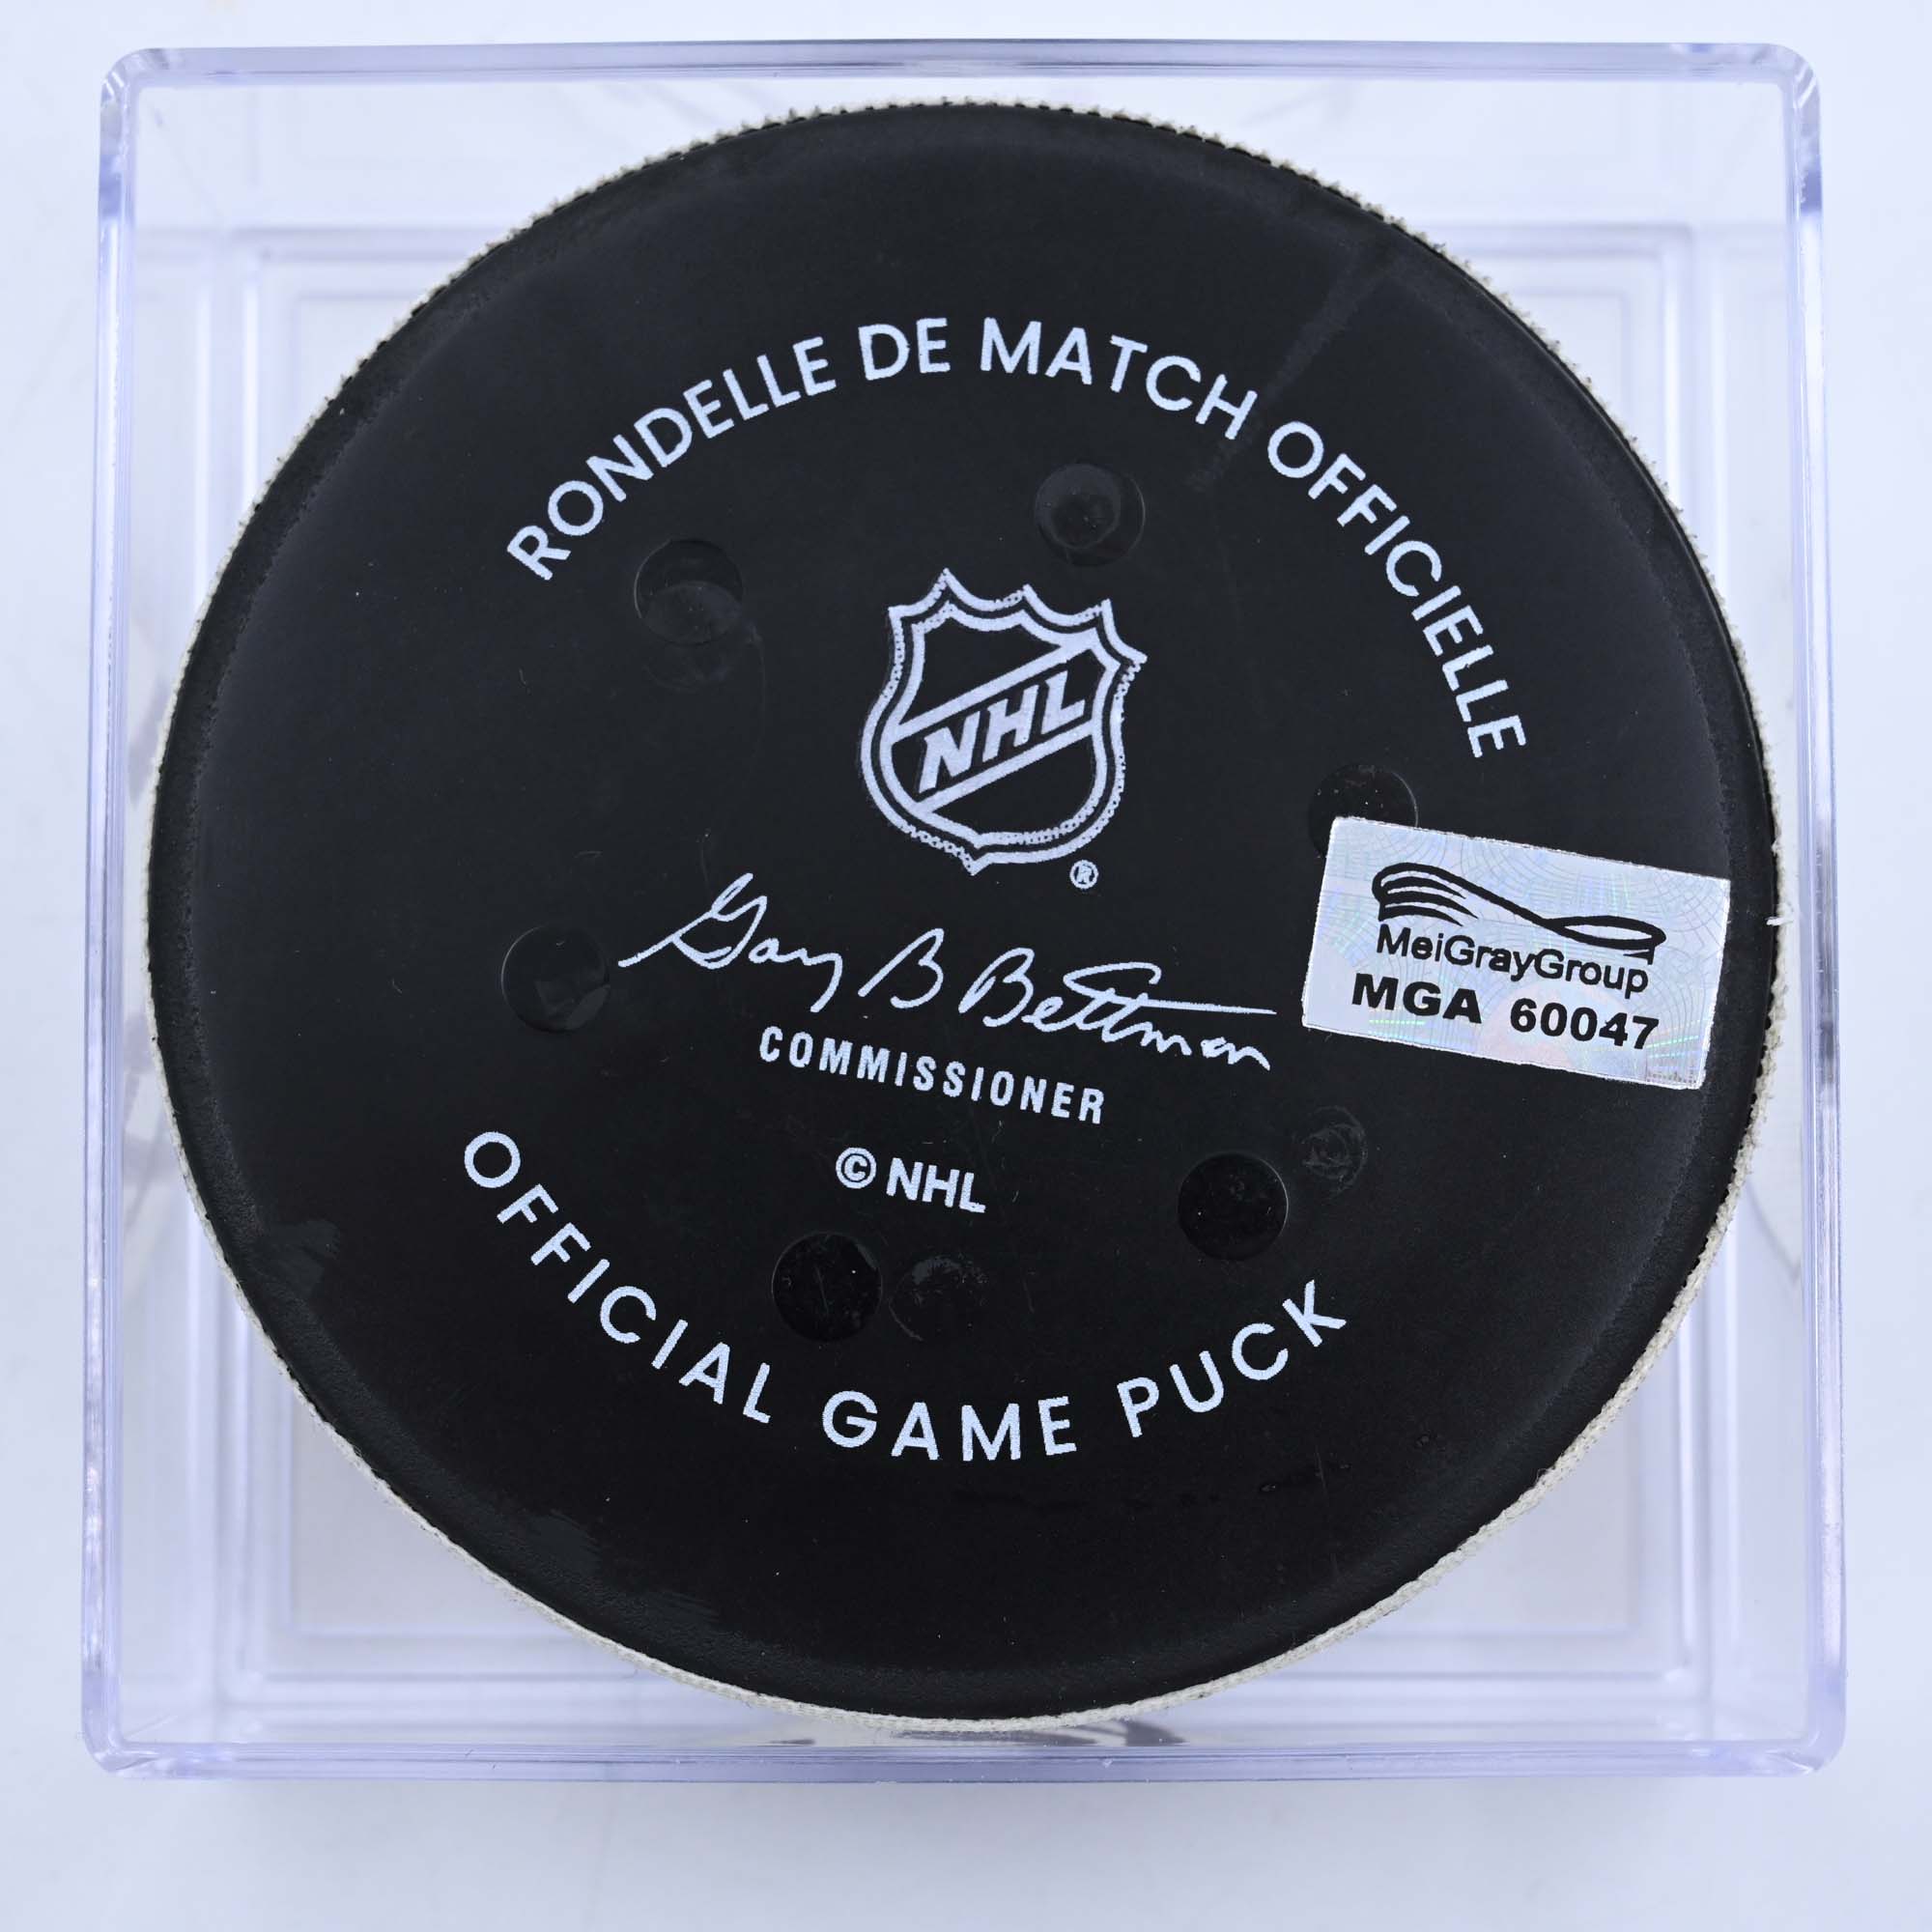 RONDELLE DE MATCH OFFICIELLE
NHL
®
Gary B Bettman
COMMISSIONER
© NHL
OFFICIAL GAME PUCK
MeiGrayGroup
MGA 60047